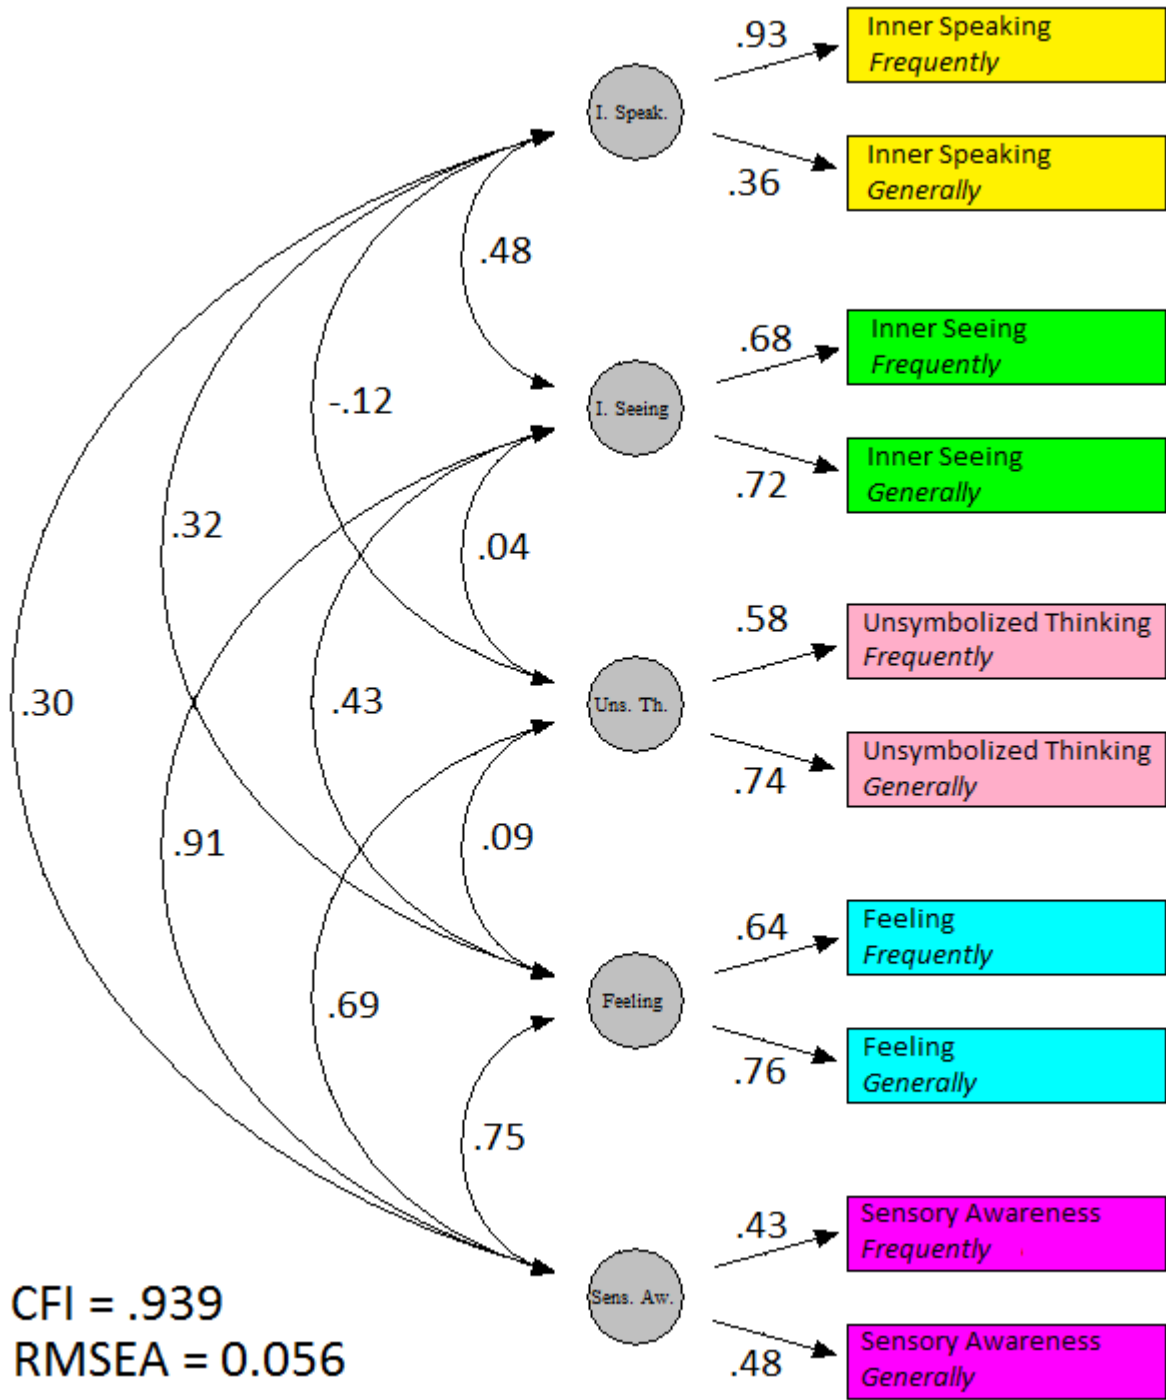 .93
Inner Speaking
Frequently
I. Speak.
.36
Inner Speaking
Generally
.48
.68
Inner Seeing
Frequently
-.12
I. Seeing
.72
Inner Seeing
Generally
.32
.04
.58
Unsymbolized Thinking
Frequently
.30
.43
Uns. Th.
.74
Unsymbolized Thinking
Generally
.91
.09
.64
Feeling
Frequently
.69
Feeling
.76
Feeling
Generally
.75
.43
Sensory Awareness
Frequently
Sens. Aw.
.48
Sensory Awareness
Generally
CFI = .939
RMSEA = 0.056